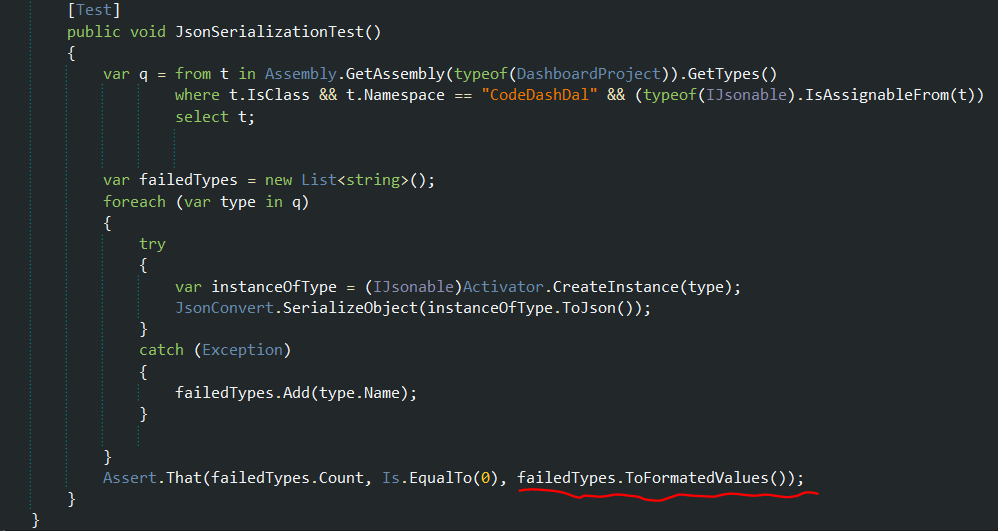 [Test]
public void JsonSerializationTest()
{
var q = from t in Assembly.GetAssembly(typeof(DashboardProject)).GetTypes()
where t.IsClass && t.Namespace == "CodeDashDal" && (typeof(IJsonable).IsAssignableFrom(t))
select t;
var failedTypes = new List<string>();
foreach (var type in q)
{
try
{
var instanceOfType = (IJsonable)Activator.CreateInstance(type);
JsonConvert.SerializeObject(instanceOfType.ToJson());
}
catch (Exception)
{
failedTypes.Add(type.Name);
}
}
Assert.That(failedTypes.Count, Is.EqualTo(0), failedTypes.ToFormatedValues());
}
}